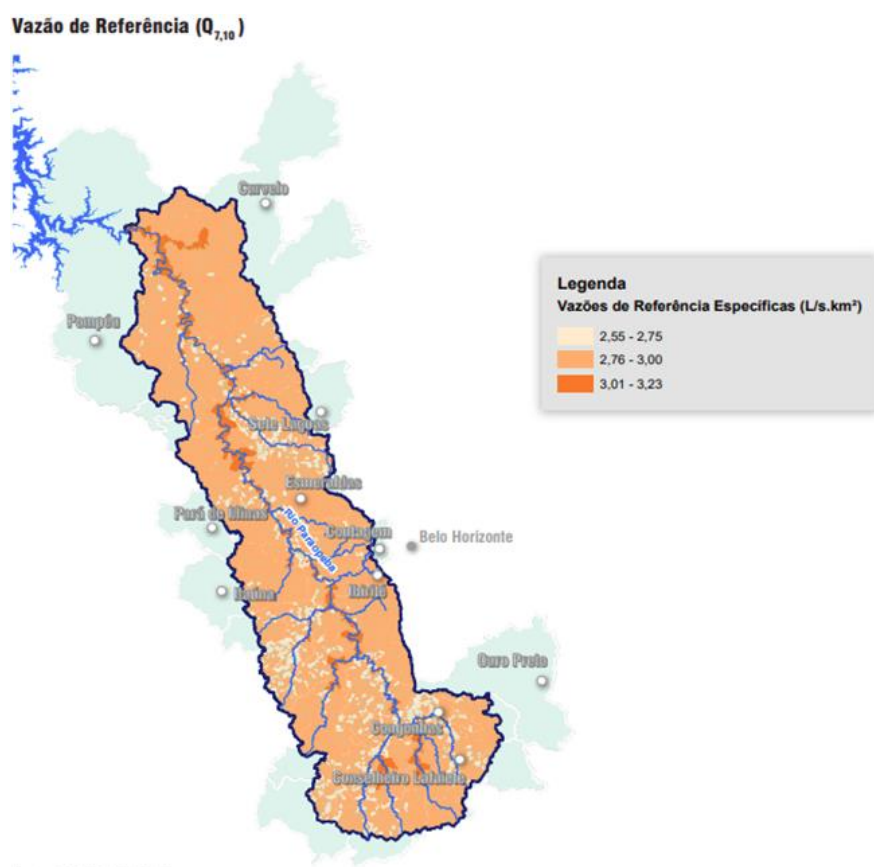 Vazão de Referência (Q7,10)
Curvelo
Pompéu
Sete Lagoas
Esmeraldas
Pará de Minas
Rio Paraopeba
Contagem
Belo Horizonte
Itaúna
Ibirité
Ouro Preto
Congonhas
Conselheiro Lafaiete
Legenda
Vazões de Referência Específicas (L/s.km²)
2,55 - 2,75
2,76 - 3,00
3,01 - 3,23